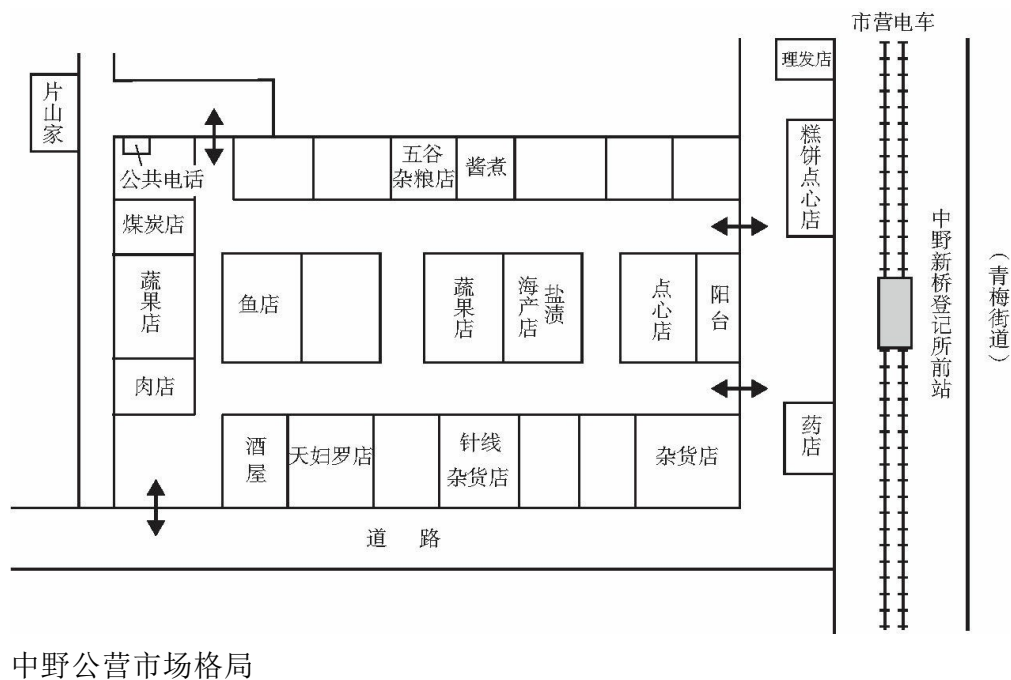 市营电车
理发店
片山家
糕饼点心店
五谷
杂粮店
酱煮
公共电话
煤炭店
中野新桥登记所前站
（青梅街道）
蔬果店
鱼店
蔬果店
盐渍
海产店
点心店
阳台
肉店
药店
酒屋
天妇罗店
针线
杂货店
杂货店
道 路
中野公营市场格局